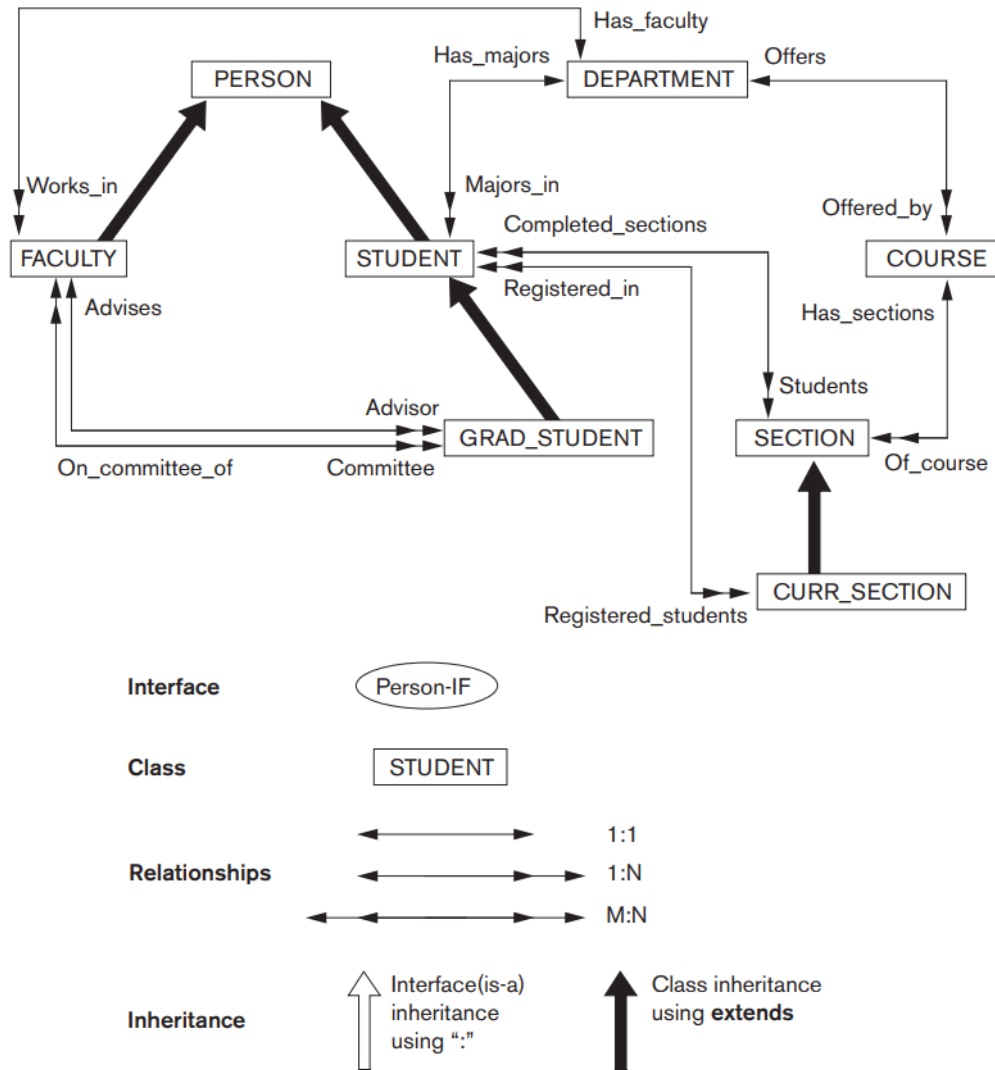 Has_faculty
Has_majors
Offers
PERSON
DEPARTMENT
Works_in
Majors_in
Completed_sections
Offered_by
FACULTY
STUDENT
COURSE
Advises
Registered_in
Has_sections
Students
Advisor
GRAD_STUDENT
SECTION
On_committee_of
Committee
Of_course
CURR_SECTION
Registered_students
Interface
Person-IF
Class
STUDENT
Relationships
1:1
1:N
M:N
Inheritance
Interface(is-a)
inheritance
using “:”
Class inheritance
using extends